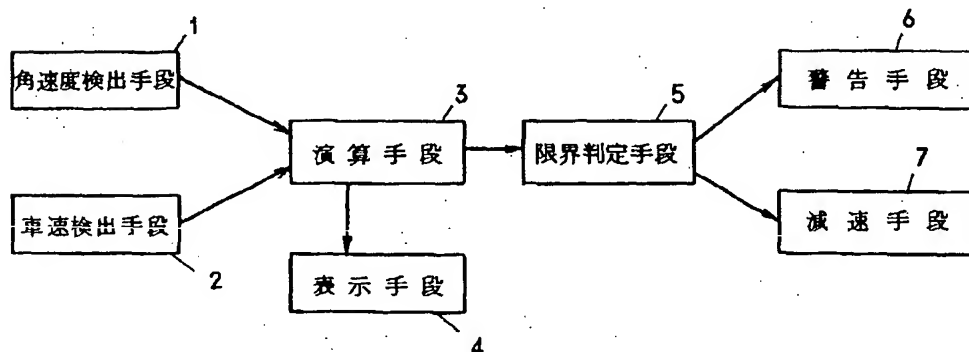 1
角速度検出手段
2
車速検出手段
3
演算手段
4
表示手段
5
限界判定手段
6
警告手段
7
減速手段